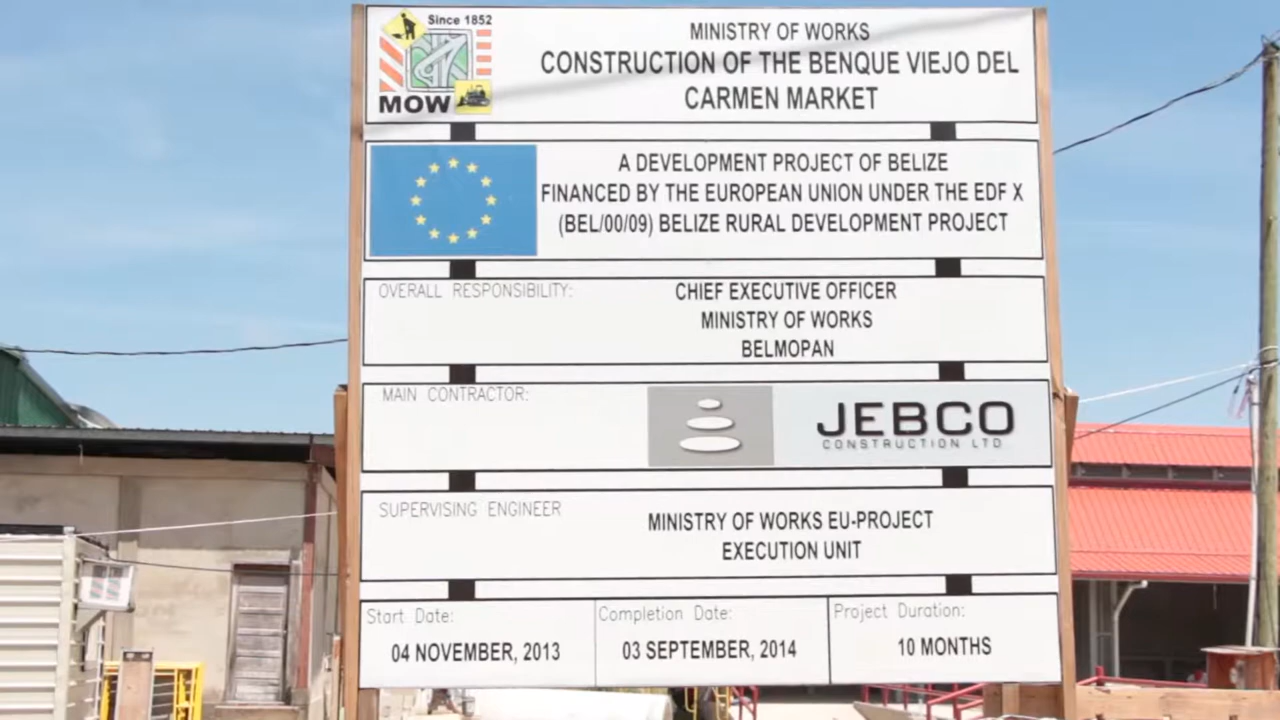 Since 1852
MOW
MINISTRY OF WORKS
CONSTRUCTION OF THE BENQUE VIEJO DEL
CARMEN MARKET
A DEVELOPMENT PROJECT OF BELIZE
FINANCED BY THE EUROPEAN UNION UNDER THE EDF X
(BEL/00/09) BELIZE RURAL DEVELOPMENT PROJECT
OVERALL RESPONSIBILITY:
CHIEF EXECUTIVE OFFICER
MINISTRY OF WORKS
BELMOPAN
MAIN CONTRACTOR:
JEBCO
CONSTRUCTION LTD
SUPERVISING ENGINEER
MINISTRY OF WORKS EU-PROJECT
EXECUTION UNIT
Start Date:
04 NOVEMBER, 2013
Completion Date:
03 SEPTEMBER, 2014
Project Duration:
10 MONTHS